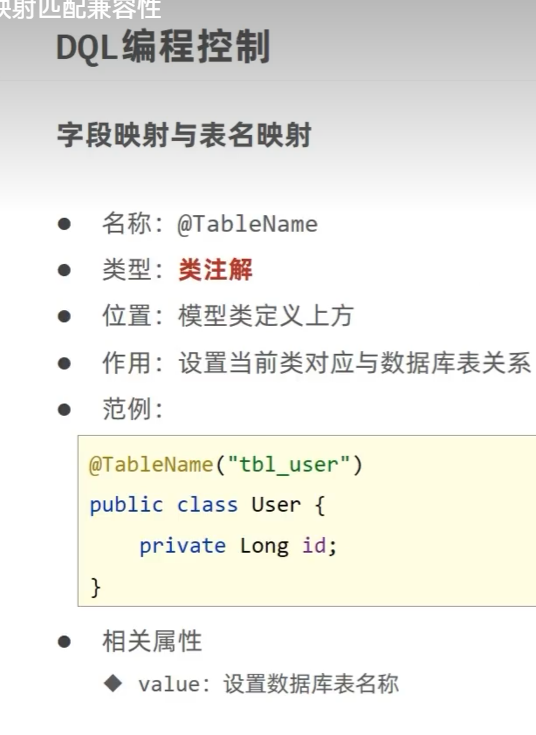 映射匹配兼容性
DQL编程控制
字段映射与表名映射
● 名称：@TableName
● 类型：类注解
● 位置：模型类定义上方
● 作用：设置当前类对应与数据库表关系
● 范例：
@TableName("tbl_user")
public class User {
    private Long id;
}
● 相关属性
◆ value：设置数据库表名称